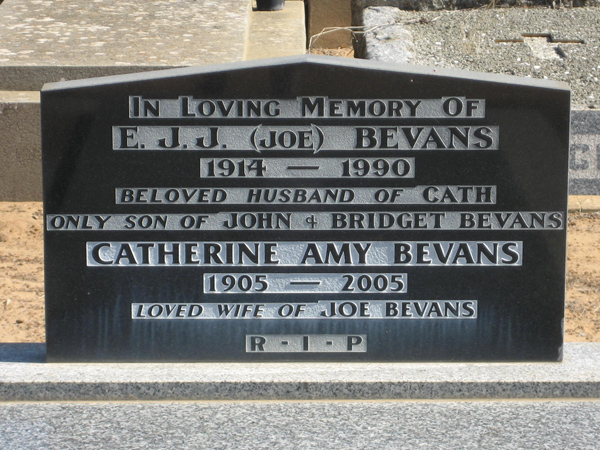 IN LOVING MEMORY OF
E. J. J. (JOE) BEVANS
1914 — 1990
BELOVED HUSBAND OF CATH
ONLY SON OF JOHN & BRIDGET BEVANS
CATHERINE AMY BEVANS
1905 — 2005
LOVED WIFE OF JOE BEVANS
R - I - P